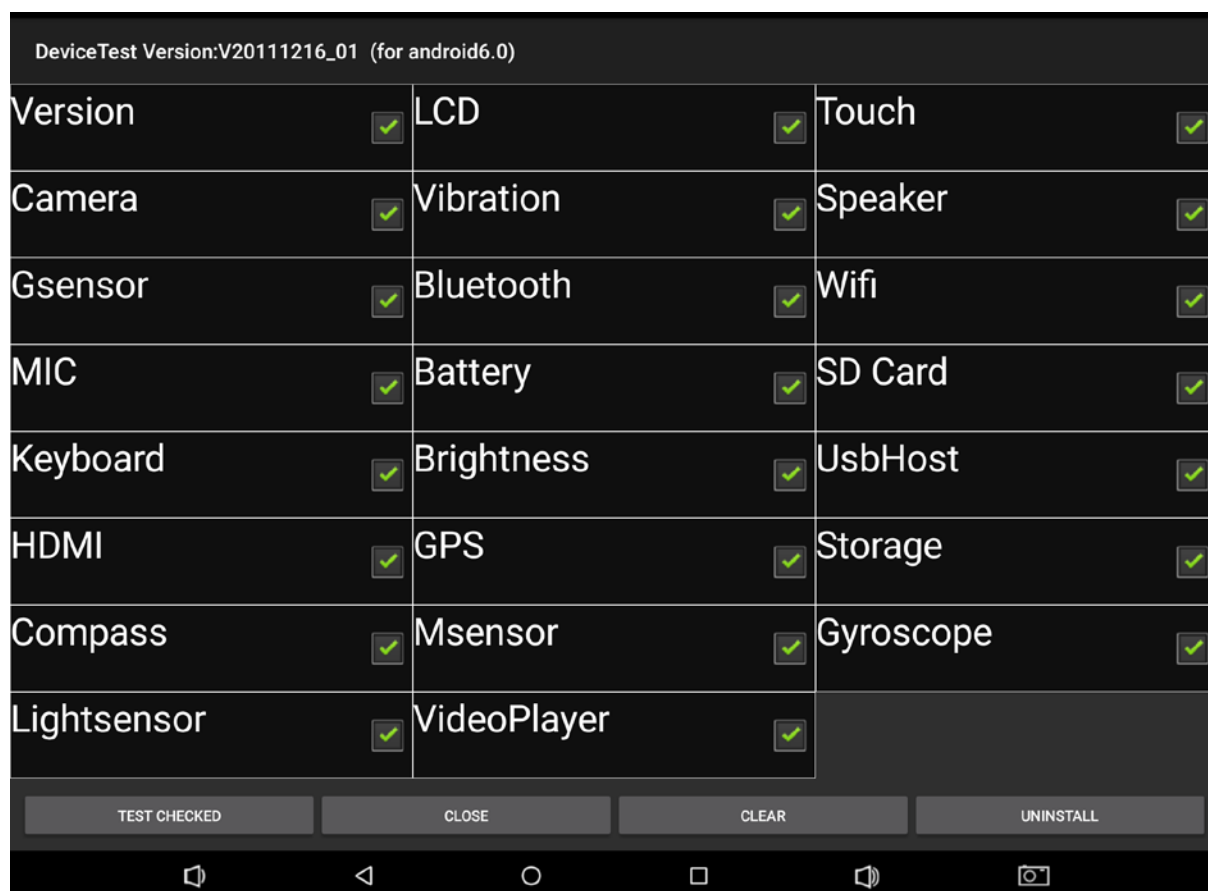 DeviceTest Version:V20111216_01 (for android6.0)
Version LCD Touch
Camera Vibration Speaker
Gsensor Bluetooth Wifi
MIC Battery SD Card
Keyboard Brightness UsbHost
HDMI GPS Storage
Compass Msensor Gyroscope
Lightsensor VideoPlayer
TEST CHECKED CLOSE CLEAR UNINSTALL